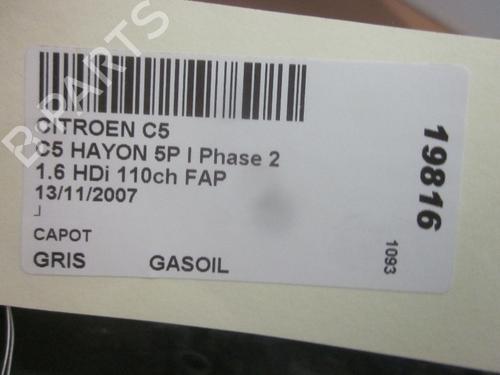 CITROEN C5
C5 HAYON 5P I Phase 2
1.6 HDi 110ch FAP
13/11/2007
CAPOT
GRIS GASOIL
19816
1093
B-PARTS